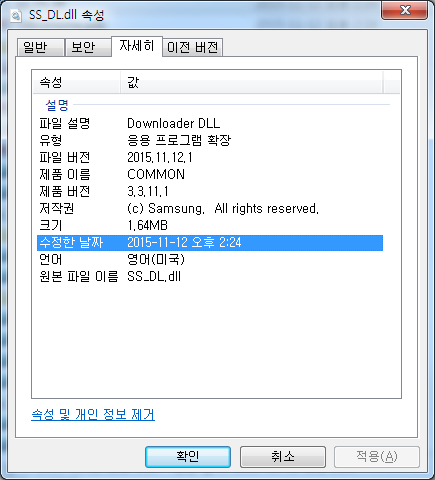 SS_DL.dll 속성
일반 보안 자세히 이전 버전
속성 값
설명
파일 설명 Downloader DLL
유형 응용 프로그램 확장
파일 버전 2015.11.12.1
제품 이름 COMMON
제품 버전 3.3.11.1
저작권 (c) Samsung. All rights reserved.
크기 1.64MB
수정한 날짜 2015-11-12 오후 2:24
언어 영어(미국)
원본 파일 이름 SS_DL.dll
속성 및 개인 정보 제거
확인 취소 적용(A)